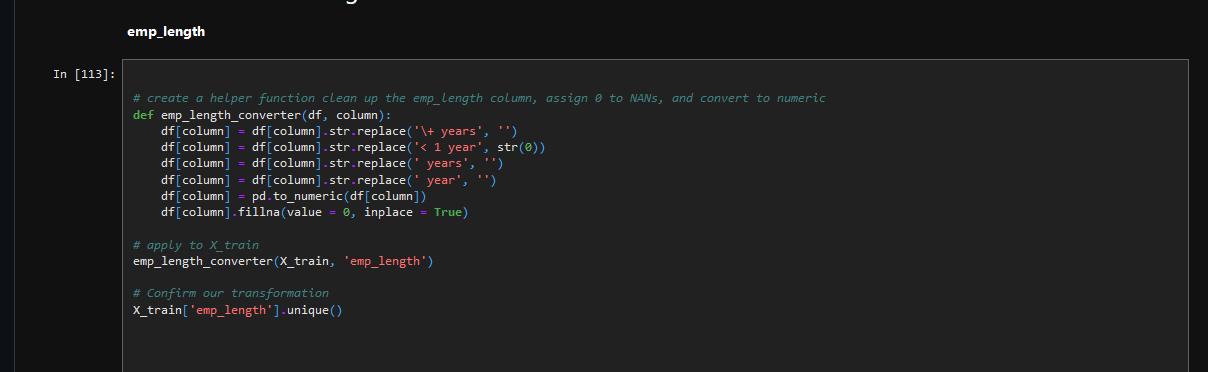 emp_length
In [113]:
# create a helper function clean up the emp_length column, assign 0 to NANs, and convert to numeric
def emp_length_converter(df, column):
    df[column] = df[column].str.replace('\+ years', '')
    df[column] = df[column].str.replace('< 1 year', str(0))
    df[column] = df[column].str.replace(' years', '')
    df[column] = df[column].str.replace(' year', '')
    df[column] = pd.to_numeric(df[column])
    df[column].fillna(value = 0, inplace = True)
# apply to X_train
emp_length_converter(X_train, 'emp_length')
# Confirm our transformation
X_train['emp_length'].unique()